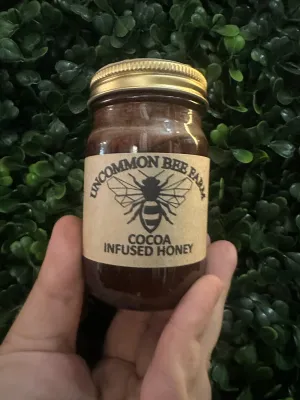 UNCOMMON BEE FARM
COCOA
INFUSED HONEY